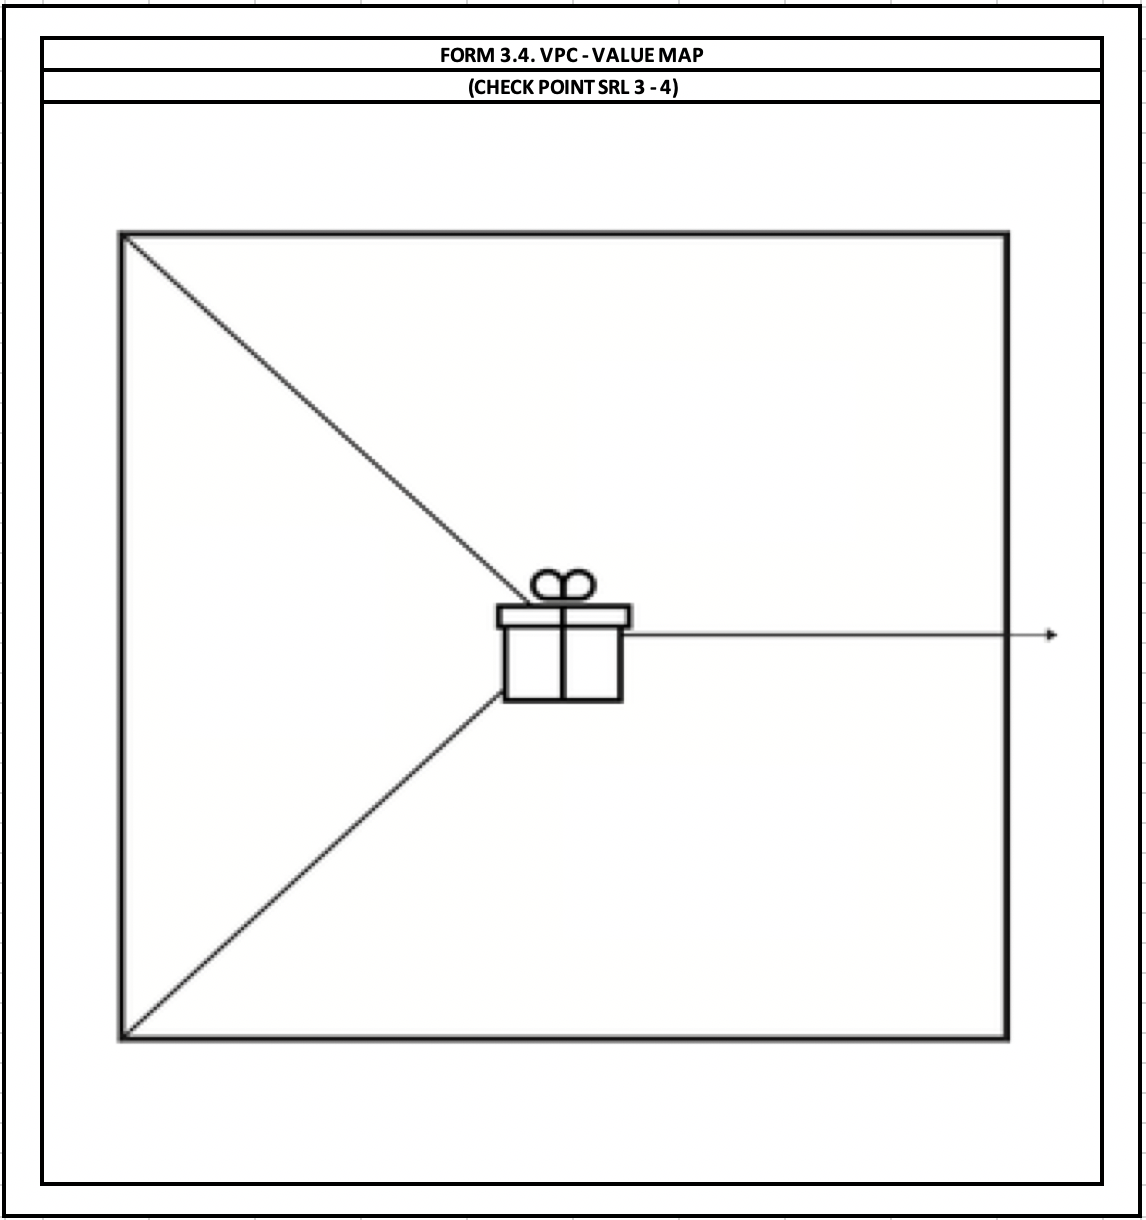 FORM 3.4. VPC - VALUE MAP
(CHECK POINT SRL 3 - 4)